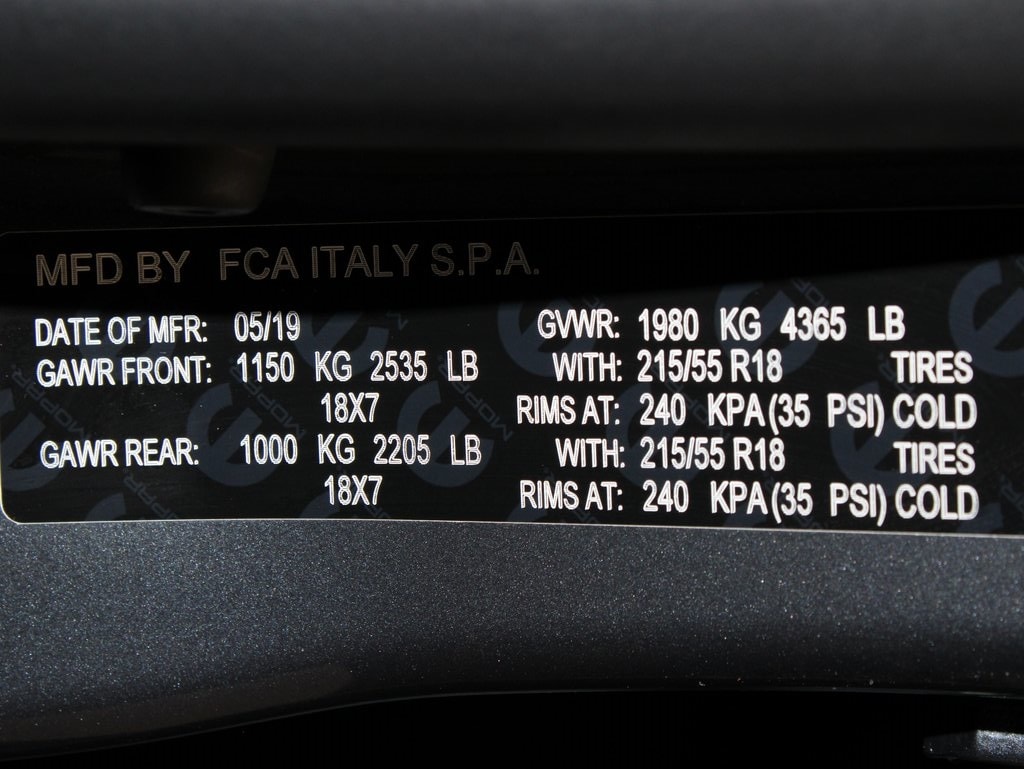 MFD BY FCA ITALY S.P.A.
DATE OF MFR: 05/19 GVWR: 1980 KG 4365 LB
GAWR FRONT: 1150 KG 2535 LB WITH: 215/55 R18 TIRES
18X7 RIMS AT: 240 KPA(35 PSI) COLD
GAWR REAR: 1000 KG 2205 LB WITH: 215/55 R18 TIRES
18X7 RIMS AT: 240 KPA(35 PSI) COLD
MOPAR